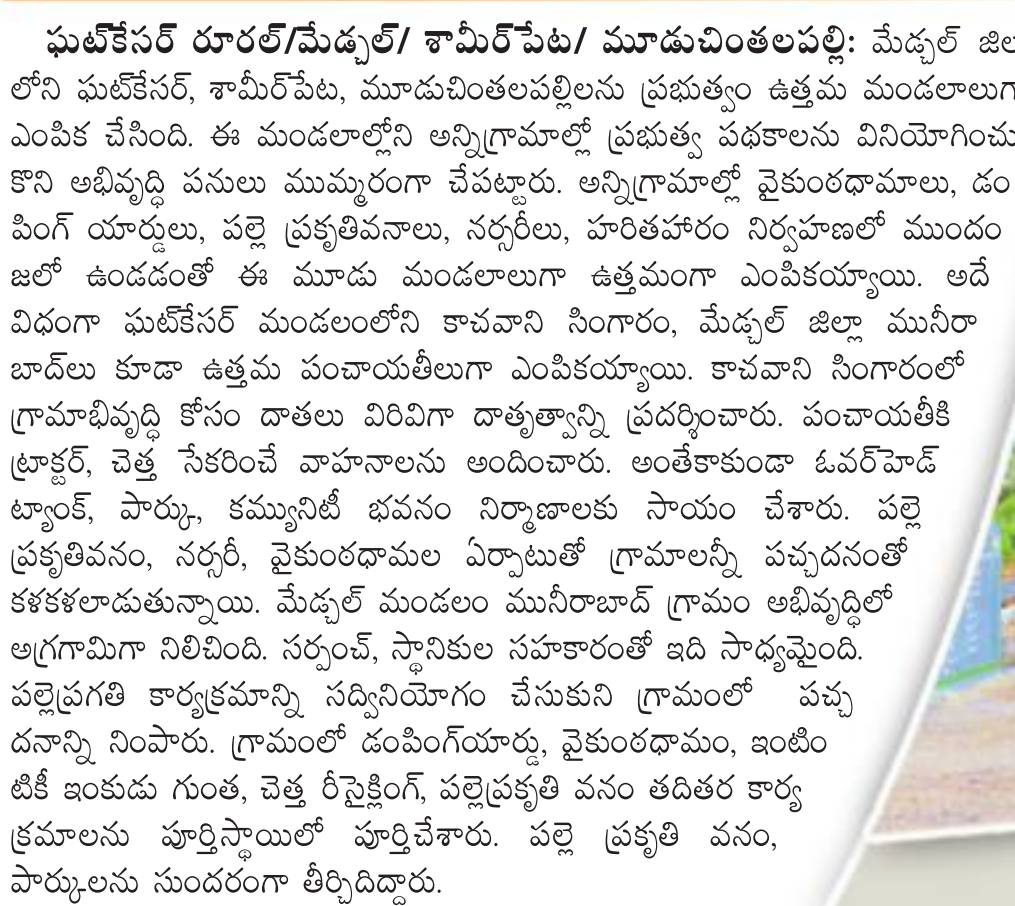 ఘట్‌కేసర్ రూరల్/మేడ్చల్/ శామీర్‌పేట/ మూడుచింతలపల్లి: మేడ్చల్ జిల
లోని ఘట్‌కేసర్, శామీర్‌పేట, మూడుచింతలపల్లిలను ప్రభుత్వం ఉత్తమ మండలాలుగా
ఎంపిక చేసింది. ఈ మండలాల్లోని అన్నిగ్రామాల్లో ప్రభుత్వ పథకాలను వినియోగించు
కొని అభివృద్ధి పనులు ముమ్మరంగా చేపట్టారు. అన్నిగ్రామాల్లో వైకుంఠధామాలు, డం
పింగ్ యార్డులు, పల్లె ప్రకృతివనాలు, నర్సరీలు, హరితహారం నిర్వహణలో ముందం
జలో ఉండడంతో ఈ మూడు మండలాలుగా ఉత్తమంగా ఎంపికయ్యాయి. అదే
విధంగా ఘట్‌కేసర్ మండలంలోని కాచవాని సింగారం, మేడ్చల్ జిల్లా మునీరా
బాద్‌లు కూడా ఉత్తమ పంచాయతీలుగా ఎంపికయ్యాయి. కాచవాని సింగారంలో
గ్రామాభివృద్ధి కోసం దాతలు విరివిగా దాతృత్వాన్ని ప్రదర్శించారు. పంచాయతీకి
ట్రాక్టర్, చెత్త సేకరించే వాహనాలను అందించారు. అంతేకాకుండా ఓవర్‌హెడ్
ట్యాంక్, పార్కు, కమ్యునిటీ భవనం నిర్మాణాలకు సాయం చేశారు. పల్లె
ప్రకృతివనం, నర్సరీ, వైకుంఠధామల ఏర్పాటుతో గ్రామాలన్నీ పచ్చదనంతో
కళకళలాడుతున్నాయి. మేడ్చల్ మండలం మునీరాబాద్ గ్రామం అభివృద్ధిలో
అగ్రగామిగా నిలిచింది. సర్పంచ్, స్థానికుల సహకారంతో ఇది సాధ్యమైంది.
పల్లెప్రగతి కార్యక్రమాన్ని సద్వినియోగం చేసుకుని గ్రామంలో పచ్చ
దనాన్ని నింపారు. గ్రామంలో డంపింగ్‌యార్డు, వైకుంఠధామం, ఇంటిం
టికీ ఇంకుడు గుంత, చెత్త రీసైక్లింగ్, పల్లెప్రకృతి వనం తదితర కార్య
క్రమాలను పూర్తిస్థాయిలో పూర్తిచేశారు. పల్లె ప్రకృతి వనం,
పార్కులను సుందరంగా తీర్చిదిద్దారు.